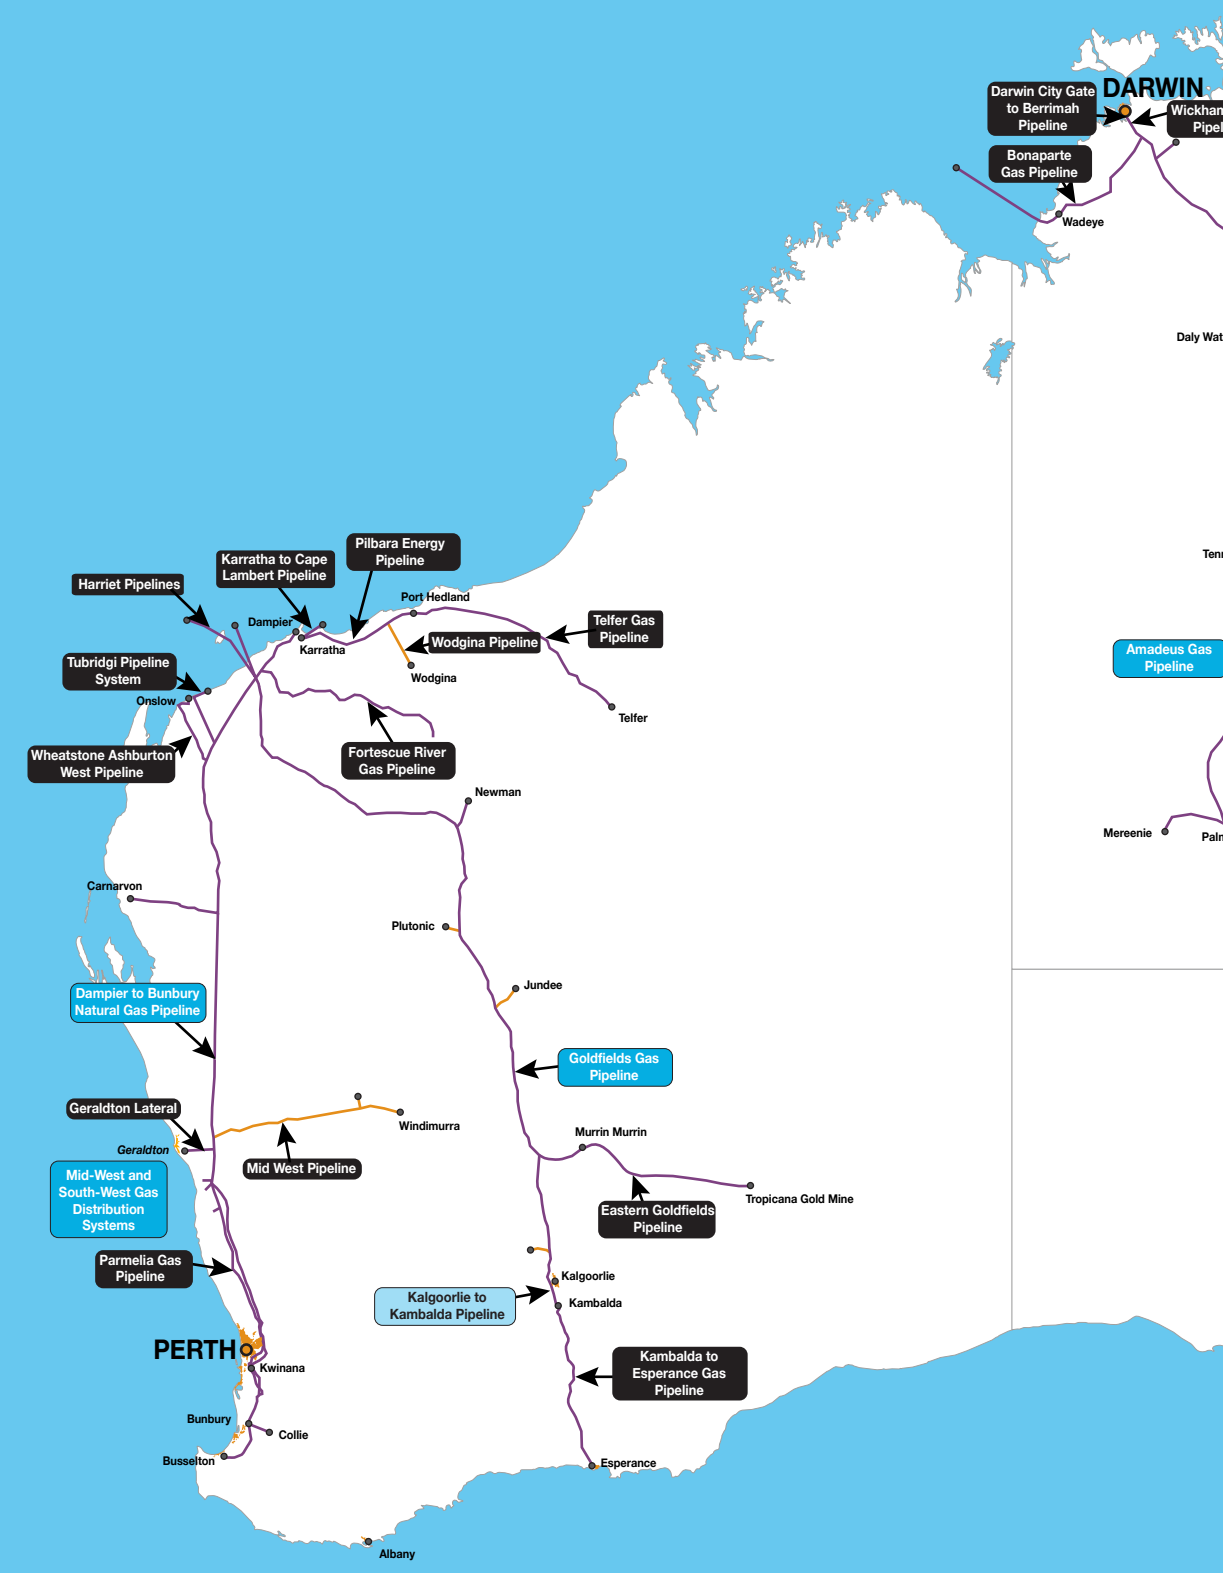 DARWIN
Darwin City Gate
to Berrimah
Pipeline
Bonaparte
Gas Pipeline
Wadeye
Daly
Pilbara Energy
Pipeline
Karratha to Cape
Lambert Pipeline
Harriet Pipelines
Port Hedland
Dampier
Karratha
Wodgina Pipeline
Telfer Gas
Pipeline
Wodgina
Telfer
Tubridgi Pipeline
System
Onslow
Wheatstone Ashburton
West Pipeline
Fortescue River
Gas Pipeline
Amadeus Gas
Pipeline
Newman
Mereenie
Carnarvon
Plutonic
Jundee
Dampier to Bunbury
Natural Gas Pipeline
Goldfields Gas
Pipeline
Geraldton Lateral
Geraldton
Windimurra
Murrin Murrin
Mid West Pipeline
Mid-West and
South-West Gas
Distribution
Systems
Tropicana Gold Mine
Eastern Goldfields
Pipeline
Parmelia Gas
Pipeline
Kalgoorlie
Kalgoorlie to
Kambalda Pipeline
Kambalda
PERTH
Kwinana
Kambalda to
Esperance Gas
Pipeline
Bunbury
Collie
Busselton
Esperance
Albany